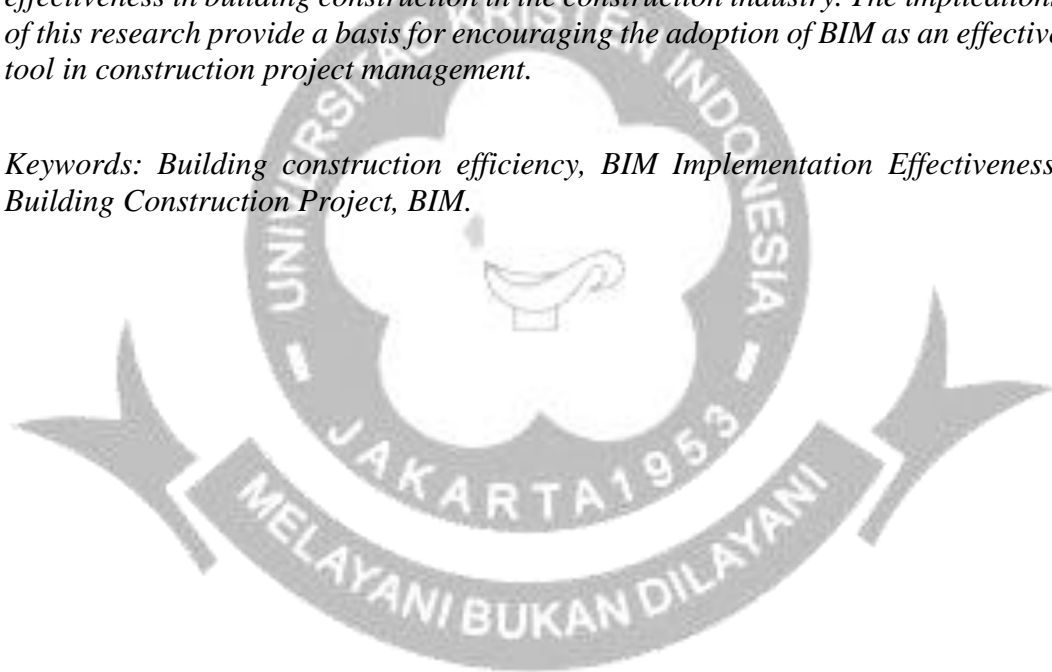 effectiveness in building construction in the construction industry. The implications
of this research provide a basis for encouraging the adoption of BIM as an effective
tool in construction project management.
Keywords: Building construction efficiency, BIM Implementation Effectiveness
Building Construction Project, BIM.
UNIVERSITAS KRISTEN INDONESIA
JAKARTA 1953
MELAYANI BUKAN DILAYANI